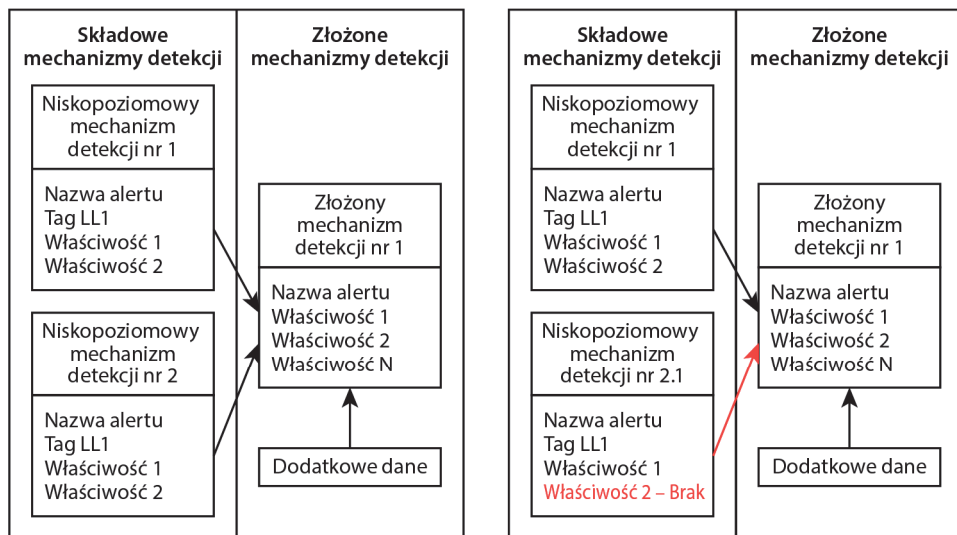 Składowe
mechanizmy detekcji
Złożone
mechanizmy detekcji
Niskopoziomowy
mechanizm
detekcji nr 1
Nazwa alertu
Tag LL1
Właściwość 1
Właściwość 2
Niskopoziomowy
mechanizm
detekcji nr 2
Nazwa alertu
Tag LL1
Właściwość 1
Właściwość 2
Złożony
mechanizm
detekcji nr 1
Nazwa alertu
Właściwość 1
Właściwość 2
Właściwość N
Dodatkowe dane
Składowe
mechanizmy detekcji
Złożone
mechanizmy detekcji
Niskopoziomowy
mechanizm
detekcji nr 1
Nazwa alertu
Tag LL1
Właściwość 1
Właściwość 2
Niskopoziomowy
mechanizm
detekcji nr 2.1
Nazwa alertu
Tag LL1
Właściwość 1
Właściwość 2 – Brak
Złożony
mechanizm
detekcji nr 1
Nazwa alertu
Właściwość 1
Właściwość 2
Właściwość N
Dodatkowe dane